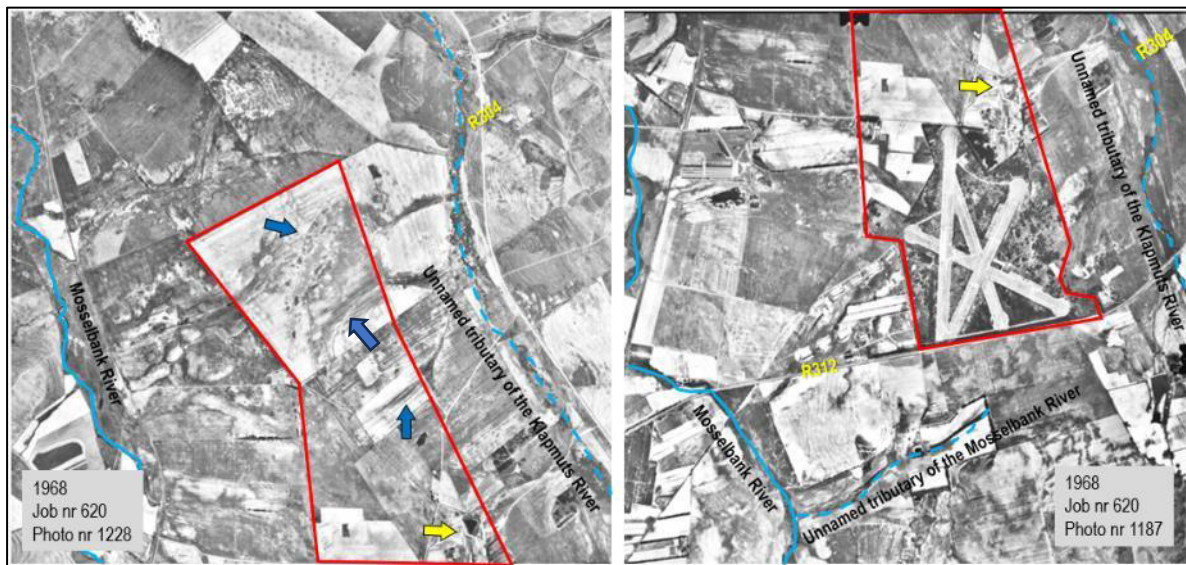 R304
Mosselbank River
Unnamed tributary of the Klapmuts River
1968
Job nr 620
Photo nr 1228
R304
Unnamed tributary of the Klapmuts River
R312
Mosselbank River
Unnamed tributary of the Mosselbank River
1968
Job nr 620
Photo nr 1187